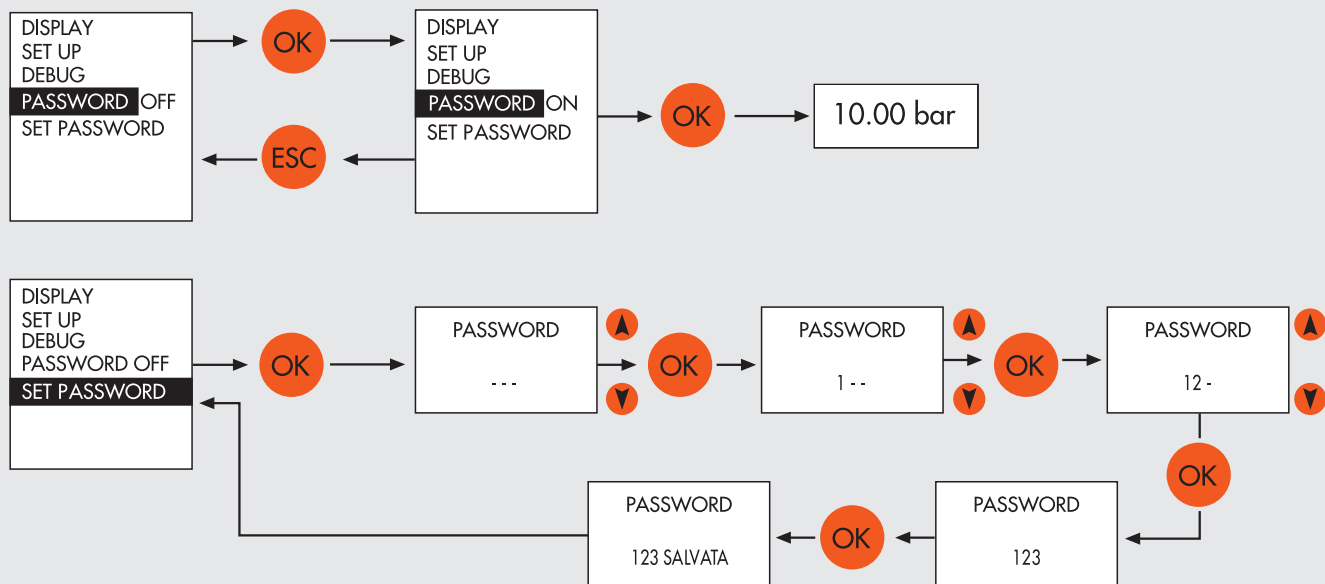 DISPLAY
SET UP
DEBUG
PASSWORD OFF
SET PASSWORD
OK
ESC
DISPLAY
SET UP
DEBUG
PASSWORD ON
SET PASSWORD
OK
10.00 bar
DISPLAY
SET UP
DEBUG
PASSWORD OFF
SET PASSWORD
OK
PASSWORD
- - -
OK
PASSWORD
1 - -
OK
PASSWORD
12 -
OK
PASSWORD
123
OK
PASSWORD
123 SALVATA